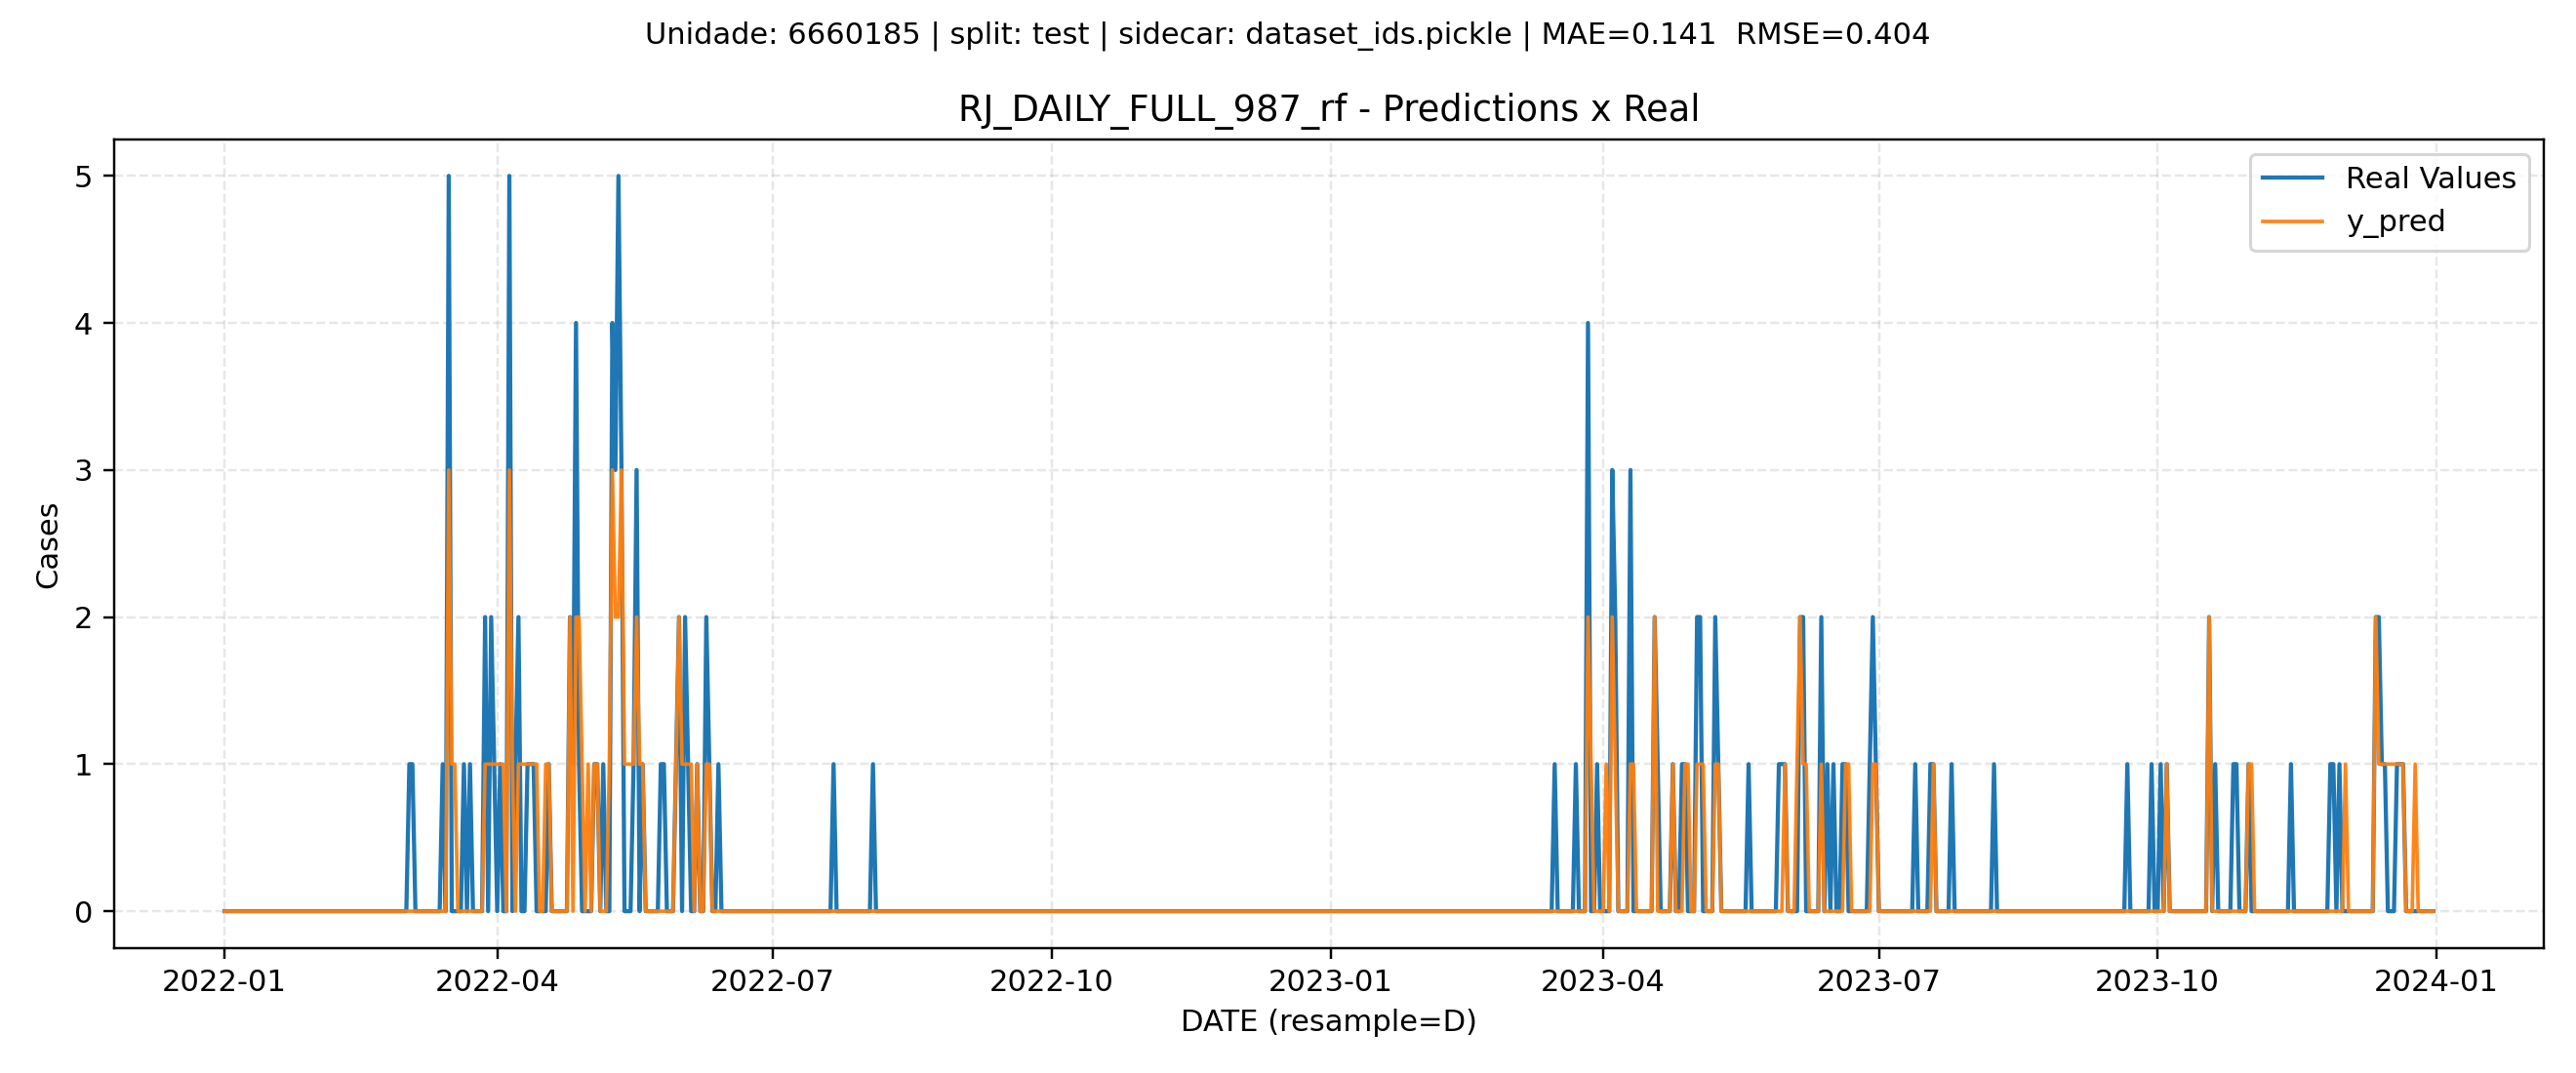 Unidade: 6660185 | split: test | sidecar: dataset_ids.pickle | MAE=0.141  RMSE=0.404
RJ_DAILY_FULL_987_rf - Predictions x Real
Real Values
y_pred
Cases
5
4
3
2
1
0
2022-01
2022-04
2022-07
2022-10
2023-01
2023-04
2023-07
2023-10
2024-01
DATE (resample=D)